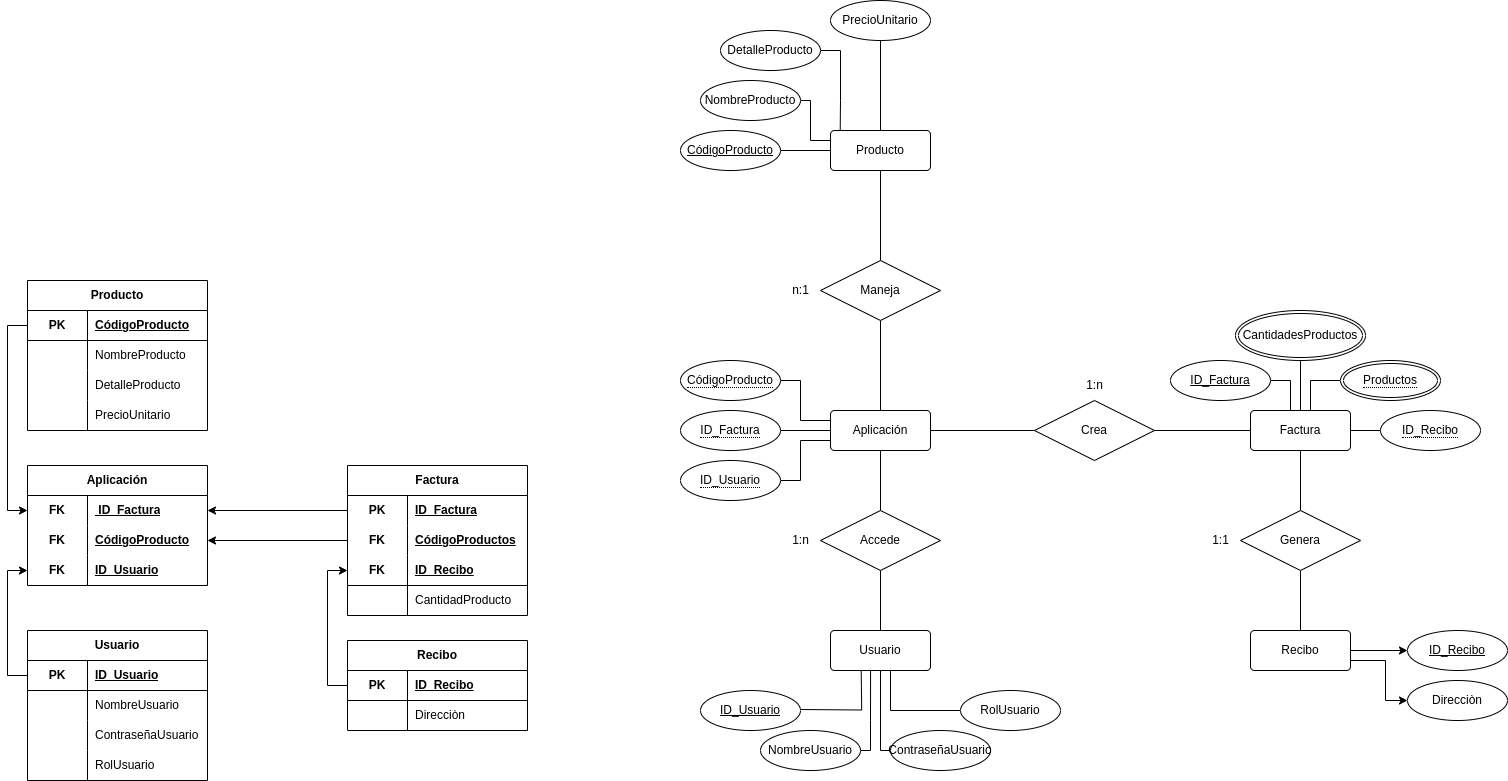 Producto
PK CódigoProducto
NombreProducto
DetalleProducto
PrecioUnitario
Aplicación
FK ID_Factura
FK CódigoProducto
FK ID_Usuario
Usuario
PK ID_Usuario
NombreUsuario
ContraseñaUsuario
RolUsuario
Factura
PK ID_Factura
FK CódigoProductos
FK ID_Recibo
CantidadProducto
Recibo
PK ID_Recibo
Direcciòn
PrecioUnitario
DetalleProducto
NombreProducto
CódigoProducto
Producto
n:1
Maneja
CódigoProducto
ID_Factura
ID_Usuario
Aplicación
1:n
Crea
CantidadesProductos
ID_Factura
Productos
Factura
ID_Recibo
1:n
Accede
1:1
Genera
Usuario
ID_Usuario
NombreUsuario
ContraseñaUsuario
RolUsuario
Recibo
ID_Recibo
Direcciòn